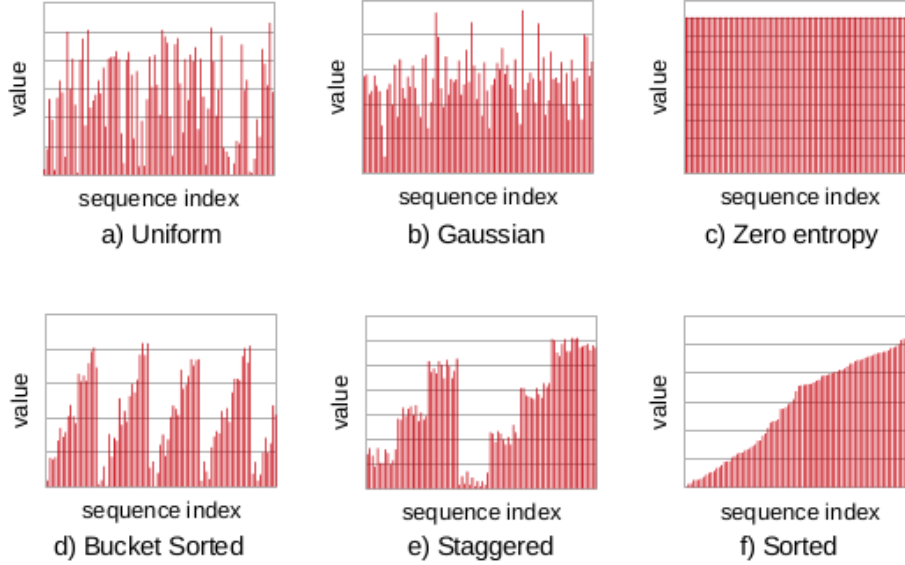 value value value
sequence index sequence index sequence index
a) Uniform b) Gaussian c) Zero entropy
value value value
sequence index sequence index sequence index
d) Bucket Sorted e) Staggered f) Sorted